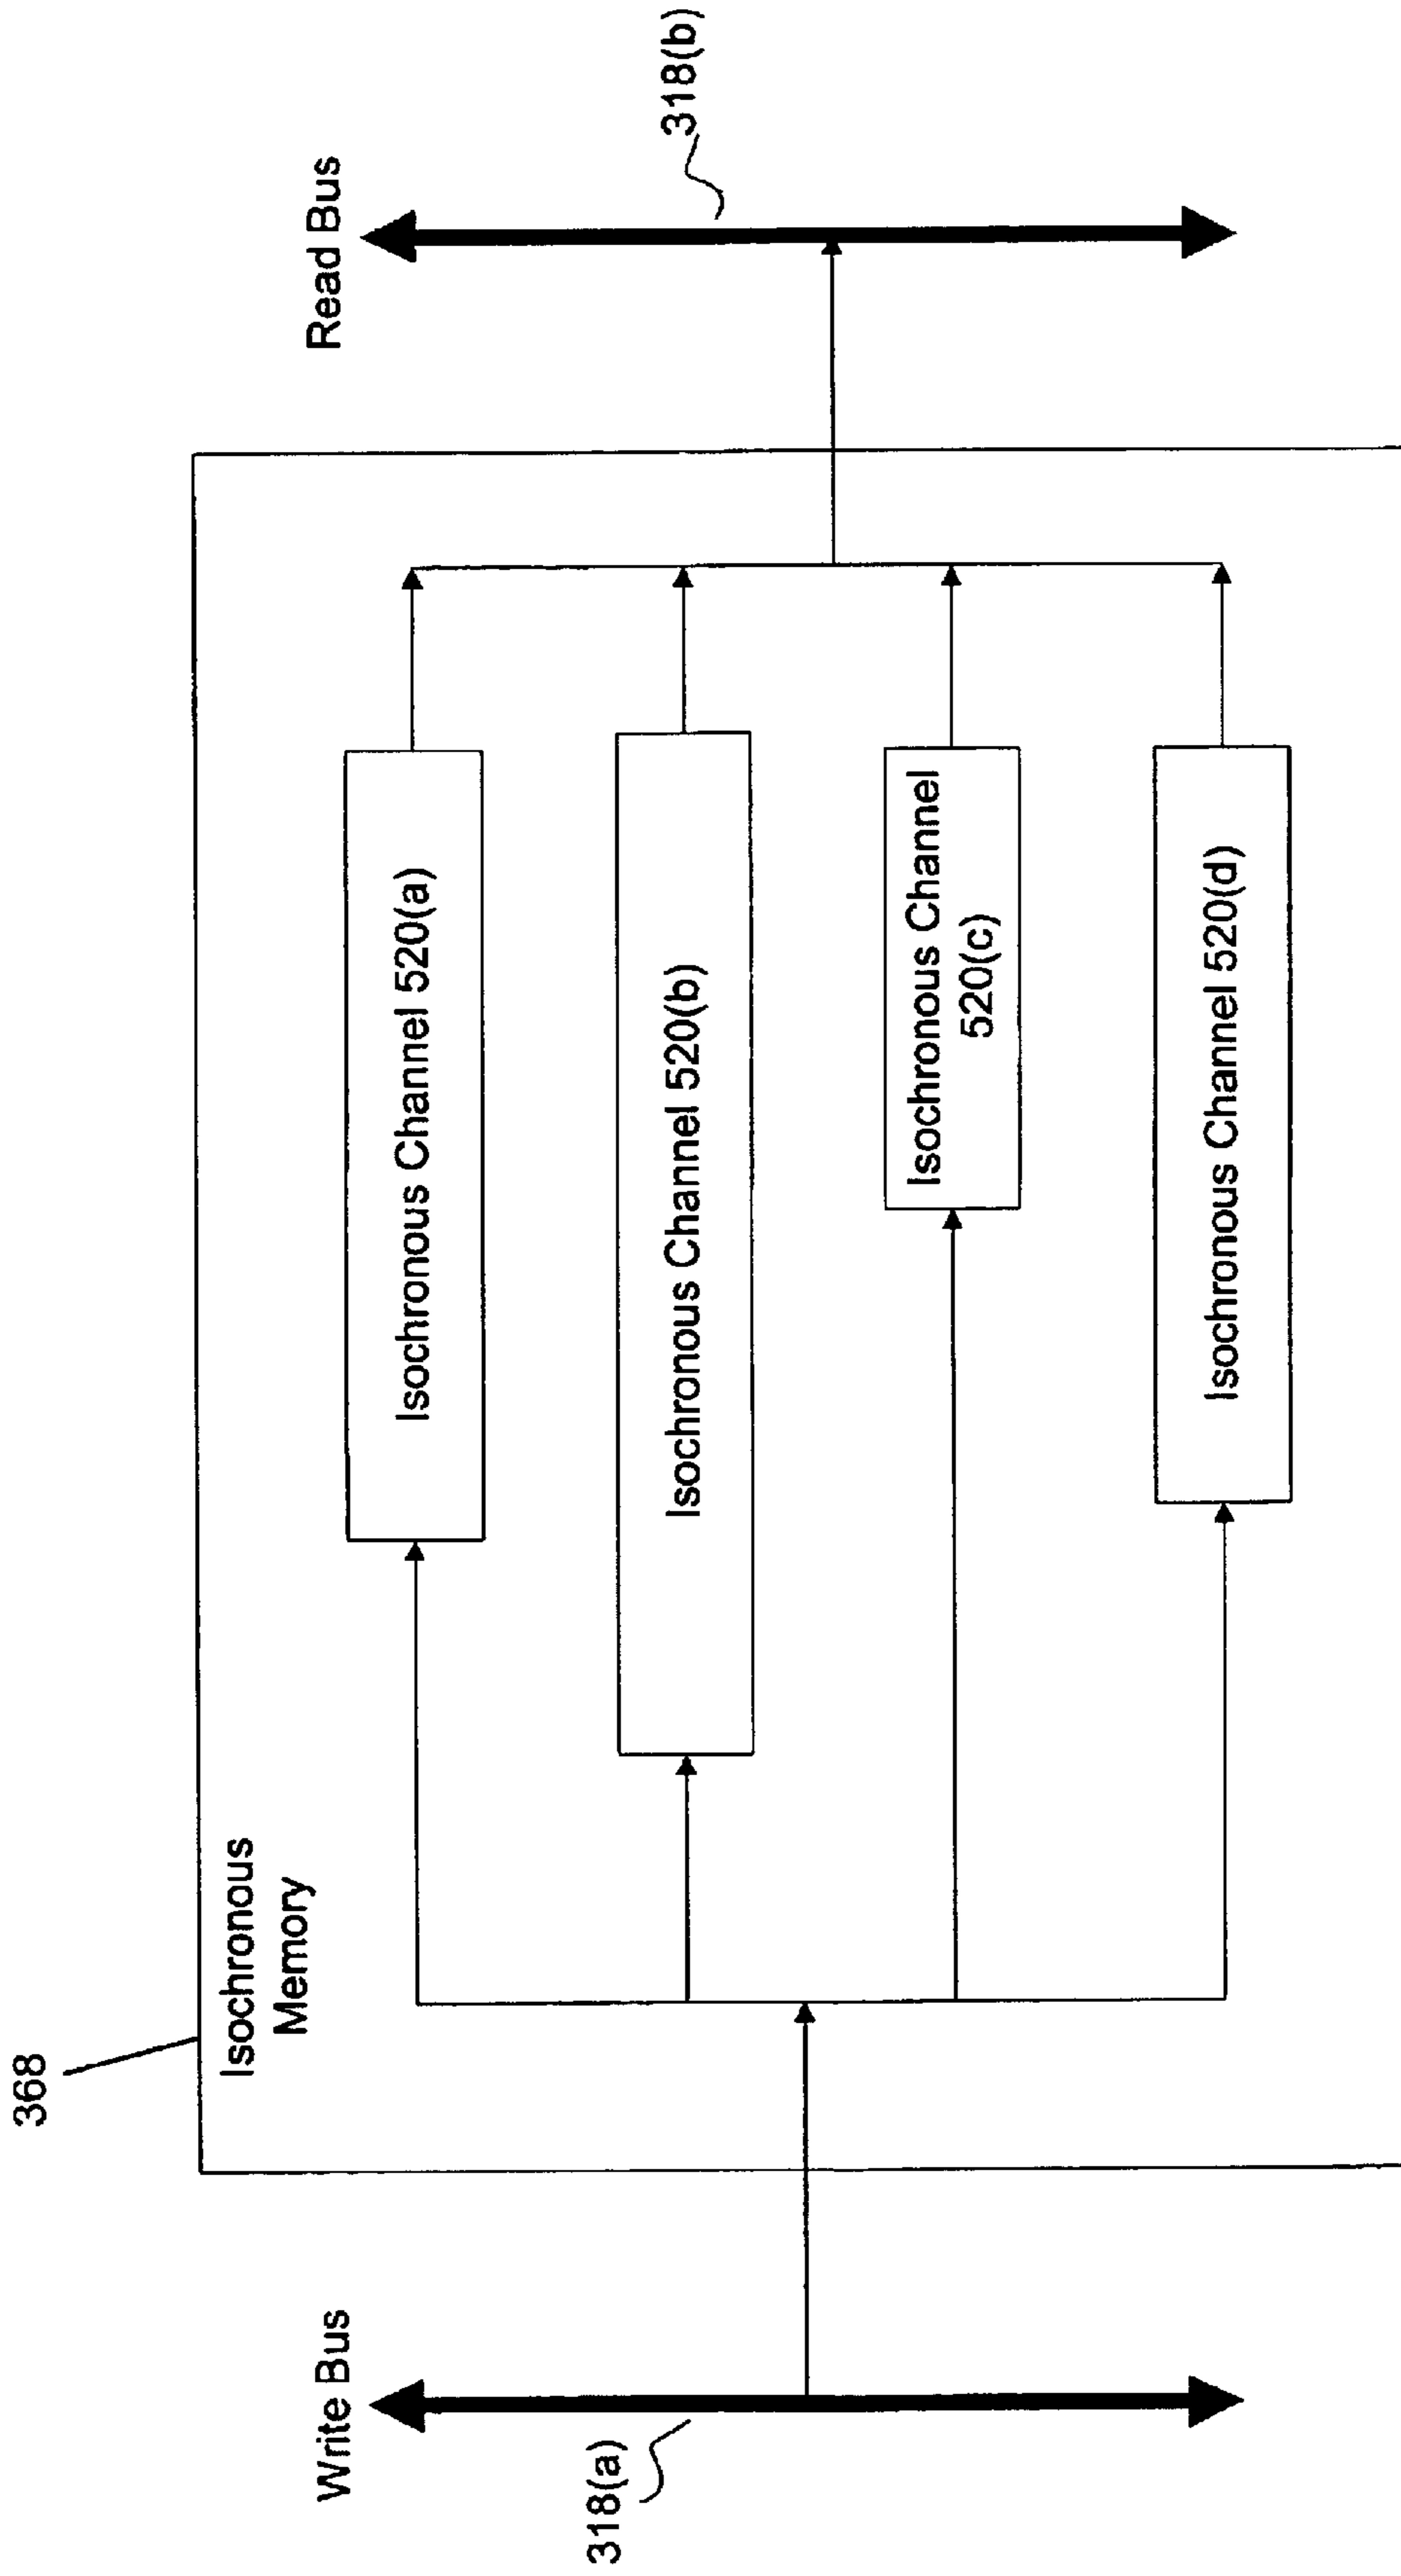 368
Isochronous
Memory
Write Bus
318(a)
Isochronous Channel 520(a)
Isochronous Channel 520(b)
Isochronous Channel
520(c)
Isochronous Channel 520(d)
Read Bus
318(b)